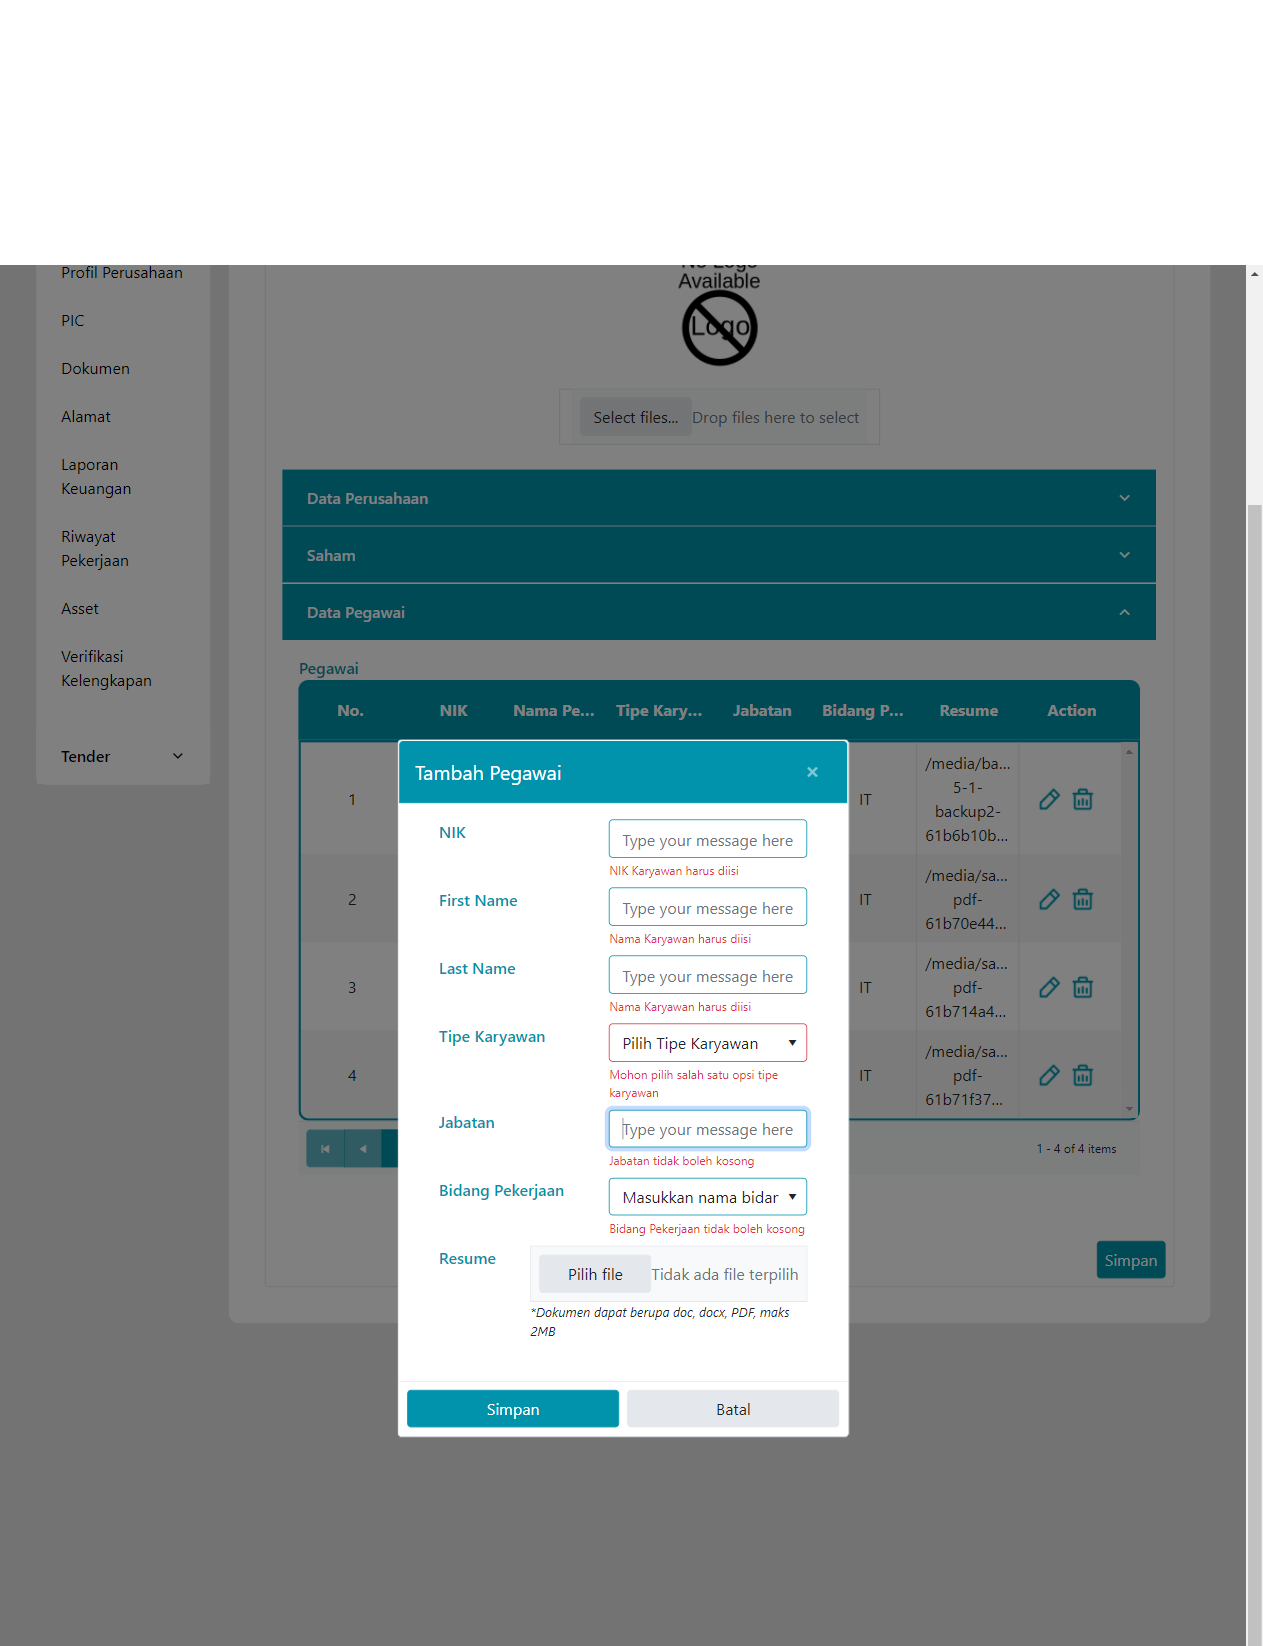 Profil Perusahaan
PIC
Dokumen
Alamat
Laporan
Keuangan
Riwayat
Pekerjaan
Asset
Verifikasi
Kelengkapan
Tender
No Logo
Available
Logo
Select files...
Drop files here to select
Data Perusahaan
Saham
Data Pegawai
Pegawai
No. NIK Nama Pe... Tipe Kary... Jabatan Bidang P... Resume Action
1 IT
/media/ba...
5-1-
backup2-
61b6b10b...
2 IT
/media/sa...
pdf-
61b70e44...
3 IT
/media/sa...
pdf-
61b714a4...
4 IT
/media/sa...
pdf-
61b71f37...
1 - 4 of 4 items
Simpan
Tambah Pegawai
NIK
Type your message here
NIK Karyawan harus diisi
First Name
Type your message here
Nama Karyawan harus diisi
Last Name
Type your message here
Nama Karyawan harus diisi
Tipe Karyawan
Pilih Tipe Karyawan
Mohon pilih salah satu opsi tipe
karyawan
Jabatan
Type your message here
Jabatan tidak boleh kosong
Bidang Pekerjaan
Masukkan nama bidar
Bidang Pekerjaan tidak boleh kosong
Resume
Pilih file
Tidak ada file terpilih
*Dokumen dapat berupa doc, docx, PDF, maks
2MB
Simpan
Batal